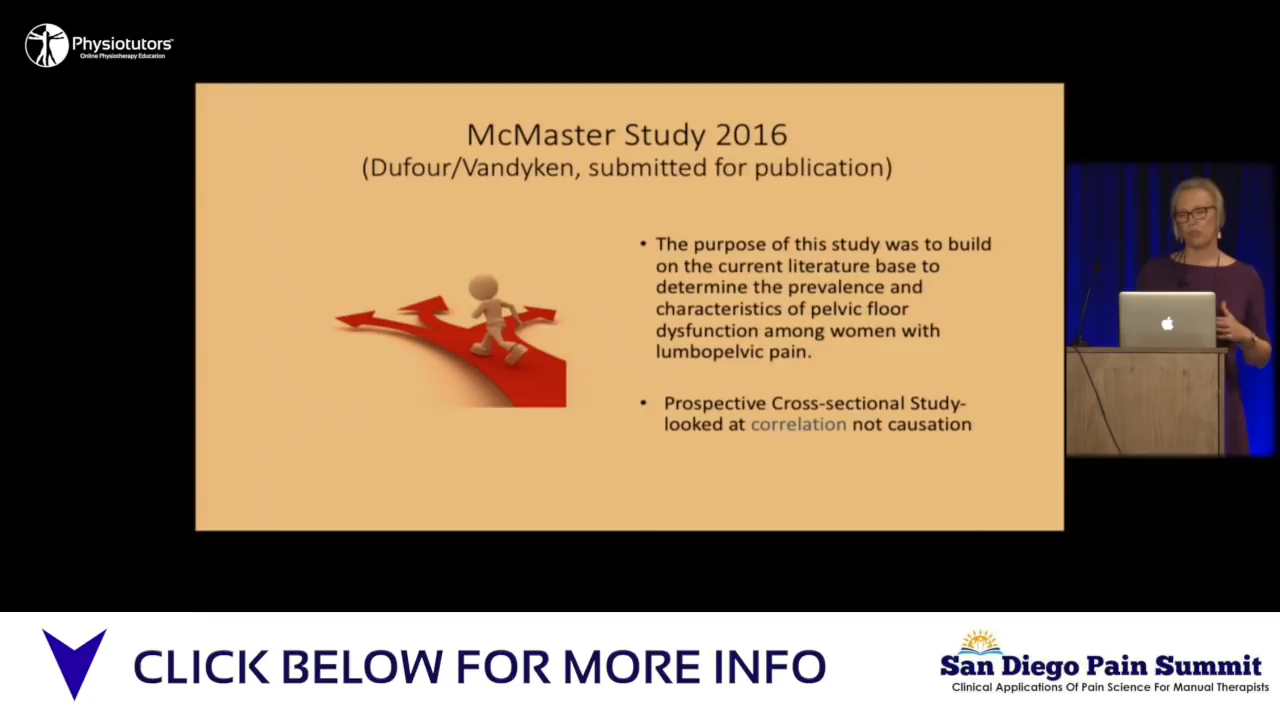 Physiotutors
Online Physiotherapy Education
McMaster Study 2016
(Dufour/Vandyken, submitted for publication)
• The purpose of this study was to build
on the current literature base to
determine the prevalence and
characteristics of pelvic floor
dysfunction among women with
lumbopelvic pain.
• Prospective Cross-sectional Study-
looked at correlation not causation
CLICK BELOW FOR MORE INFO
San Diego Pain Summit
Clinical Applications Of Pain Science For Manual Therapists